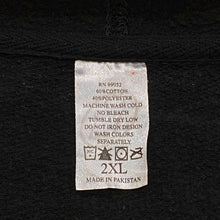 RN 99052
60%COTTON
40%POLYESTER
MACHINE WASH COLD
NO BLEACH
TUMBLE DRY LOW
DO NOT IRON DESIGN
WASH COLORS
SEPARATELY
2XL
MADE IN PAKISTAN